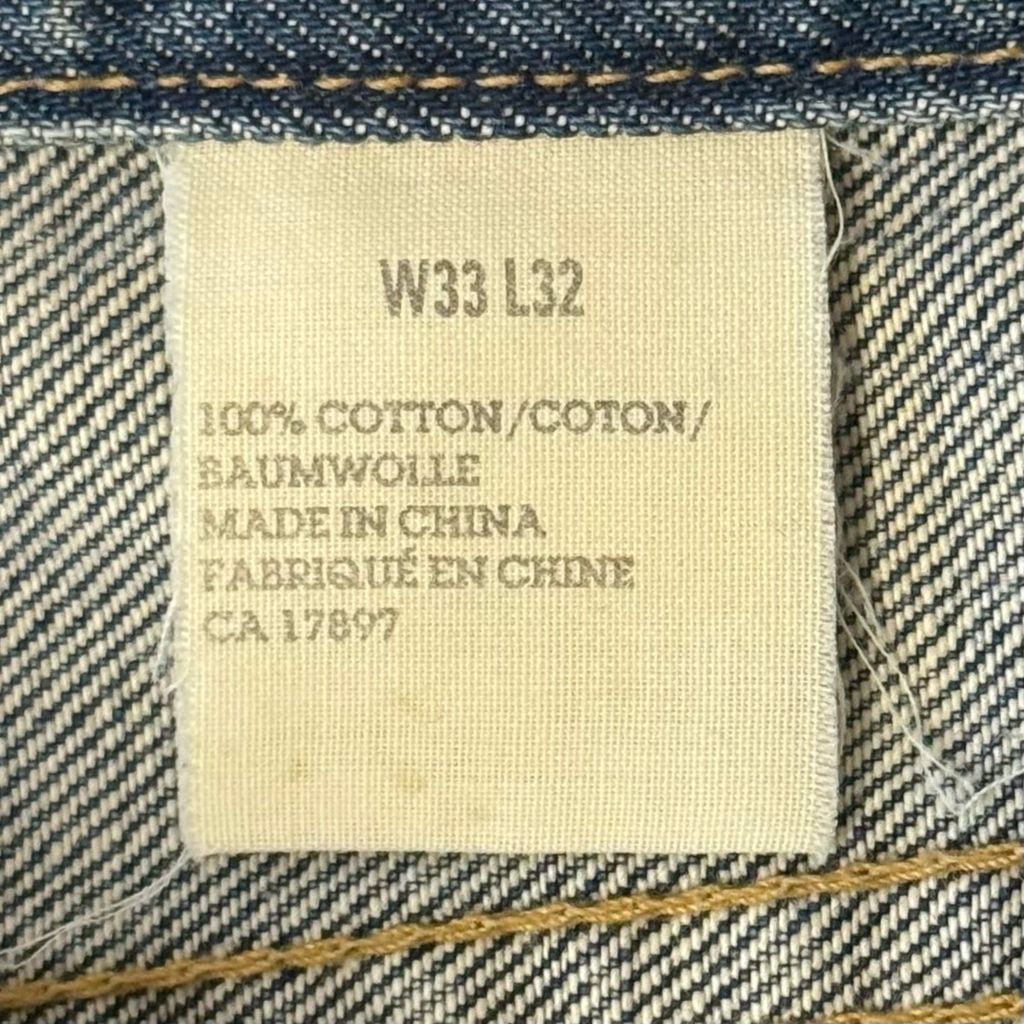 W33 L32
100% COTTON/COTON/
BAUMWOLLE
MADE IN CHINA
FABRIQUÉ EN CHINE
CA 17897